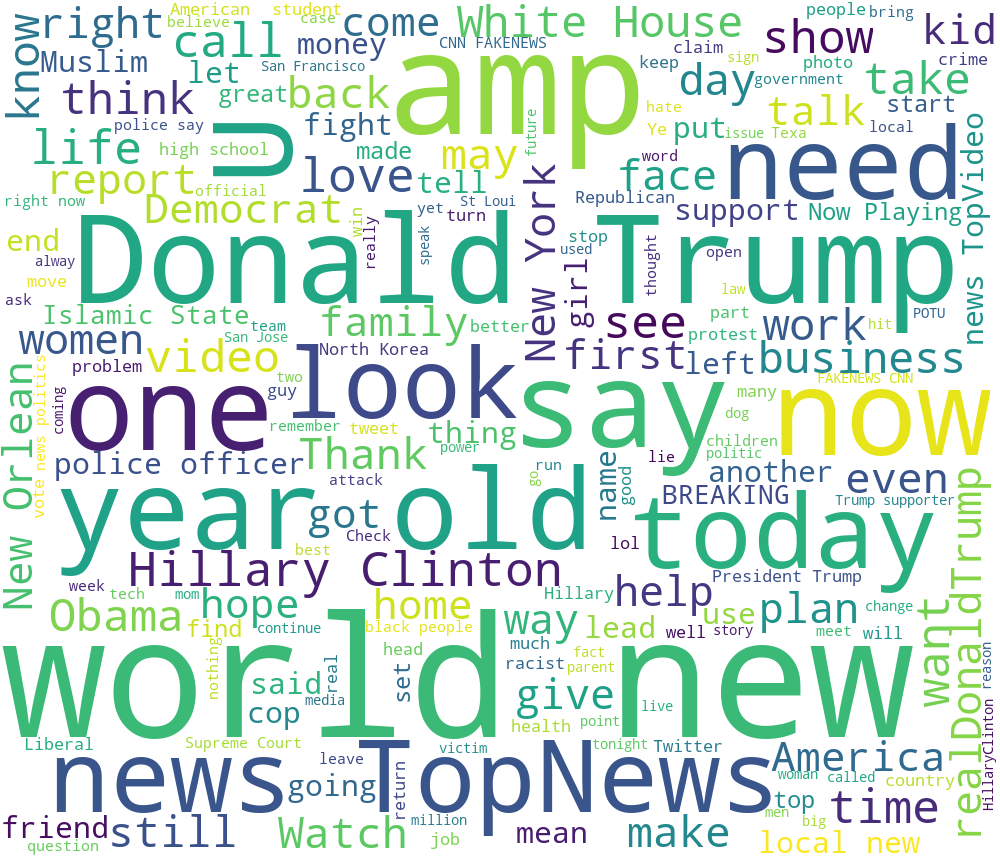 know
right
American
student
believe
case
call
Muslim
let
money
come
White House
CNN FAKENEWS
San Francisco
people
bring
show
kid
claim
sign
photo
keep
government
crime
think
great
back
amp
day
take
police say
u
fight
future
hate
Ye
put
talk
start
issue Texa
local
life
high school
made
may
need
report
official
love
tell
face
word
right now
Democrat
St Loui
yet
turn
Republican
support
Now Playing
news TopVideo
end
alway
win
really
speak
New York
stop
used
girl
thought
open
Donald Trump
move
law
ask
Islamic State
team
San Jose
family
better
see
part
protest
work
hit
POTU
women
video
North Korea
first
left
business
problem
two
guy
look
many
FAKENEWS CNN
New Orlean
vote news politics
coming
one
remember
tweet
thing
power
say
dog
now
children
politic
lie
police officer
Thank
attack
go
run
name
good
another
even
BREAKING
Trump supporter
year old
got
Check
today
best
lol
Hillary Clinton
President Trump
week
tech
mom
hope
home
Hillary
help
use
plan
change
want
realDonaldTrump
Obama
find
continue
black people
way
lead
well
story
meet
will
world new
nothing
said
real
head
much
fact
racist
parent
set
media
cop
give
health
point
live
reason
HillaryClinton
Liberal
Supreme Court
leave
victim
tonight
Twitter
America
news TopNews
going
return
woman
called
country
top
men
big
time
friend
question
still
Watch
million
job
mean
make
local new